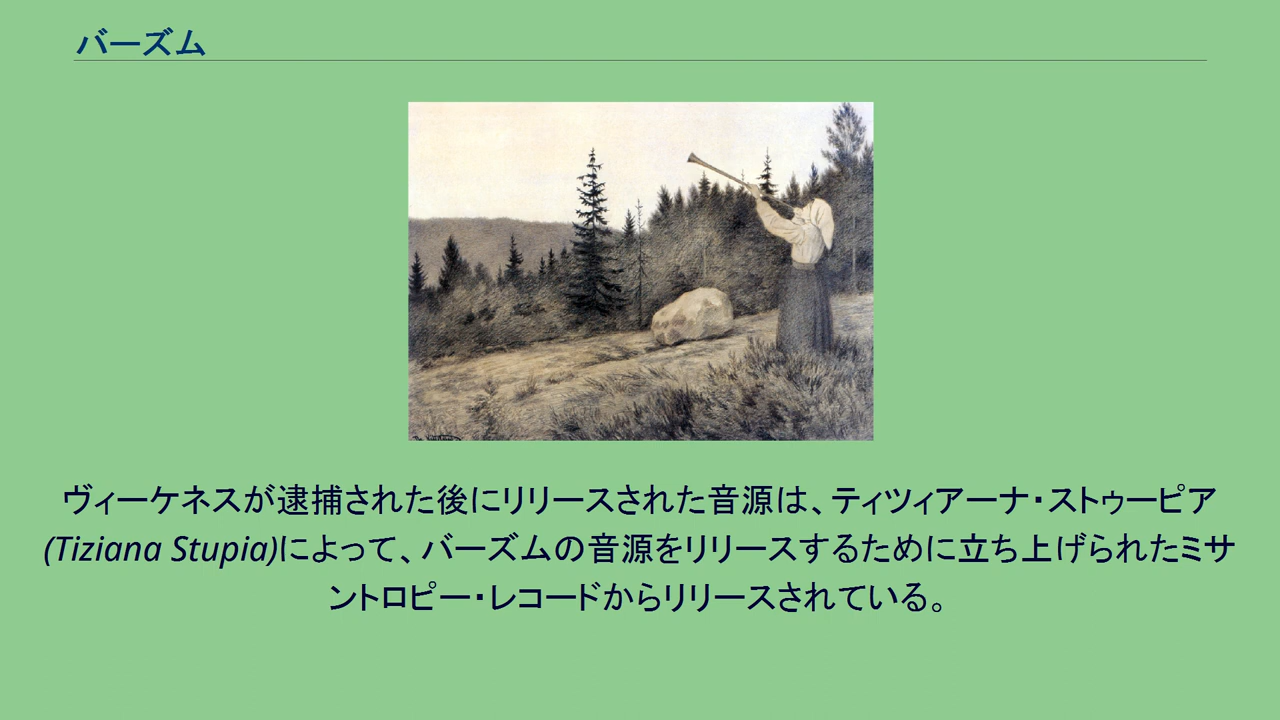 バーズム
ヴィーケネスが逮捕された後にリリースされた音源は、ティツィアーナ・ストゥーピア
(Tiziana Stupia)によって、バーズムの音源をリリースするために立ち上げられたミサ
ントロピー・レコードからリリースされている。